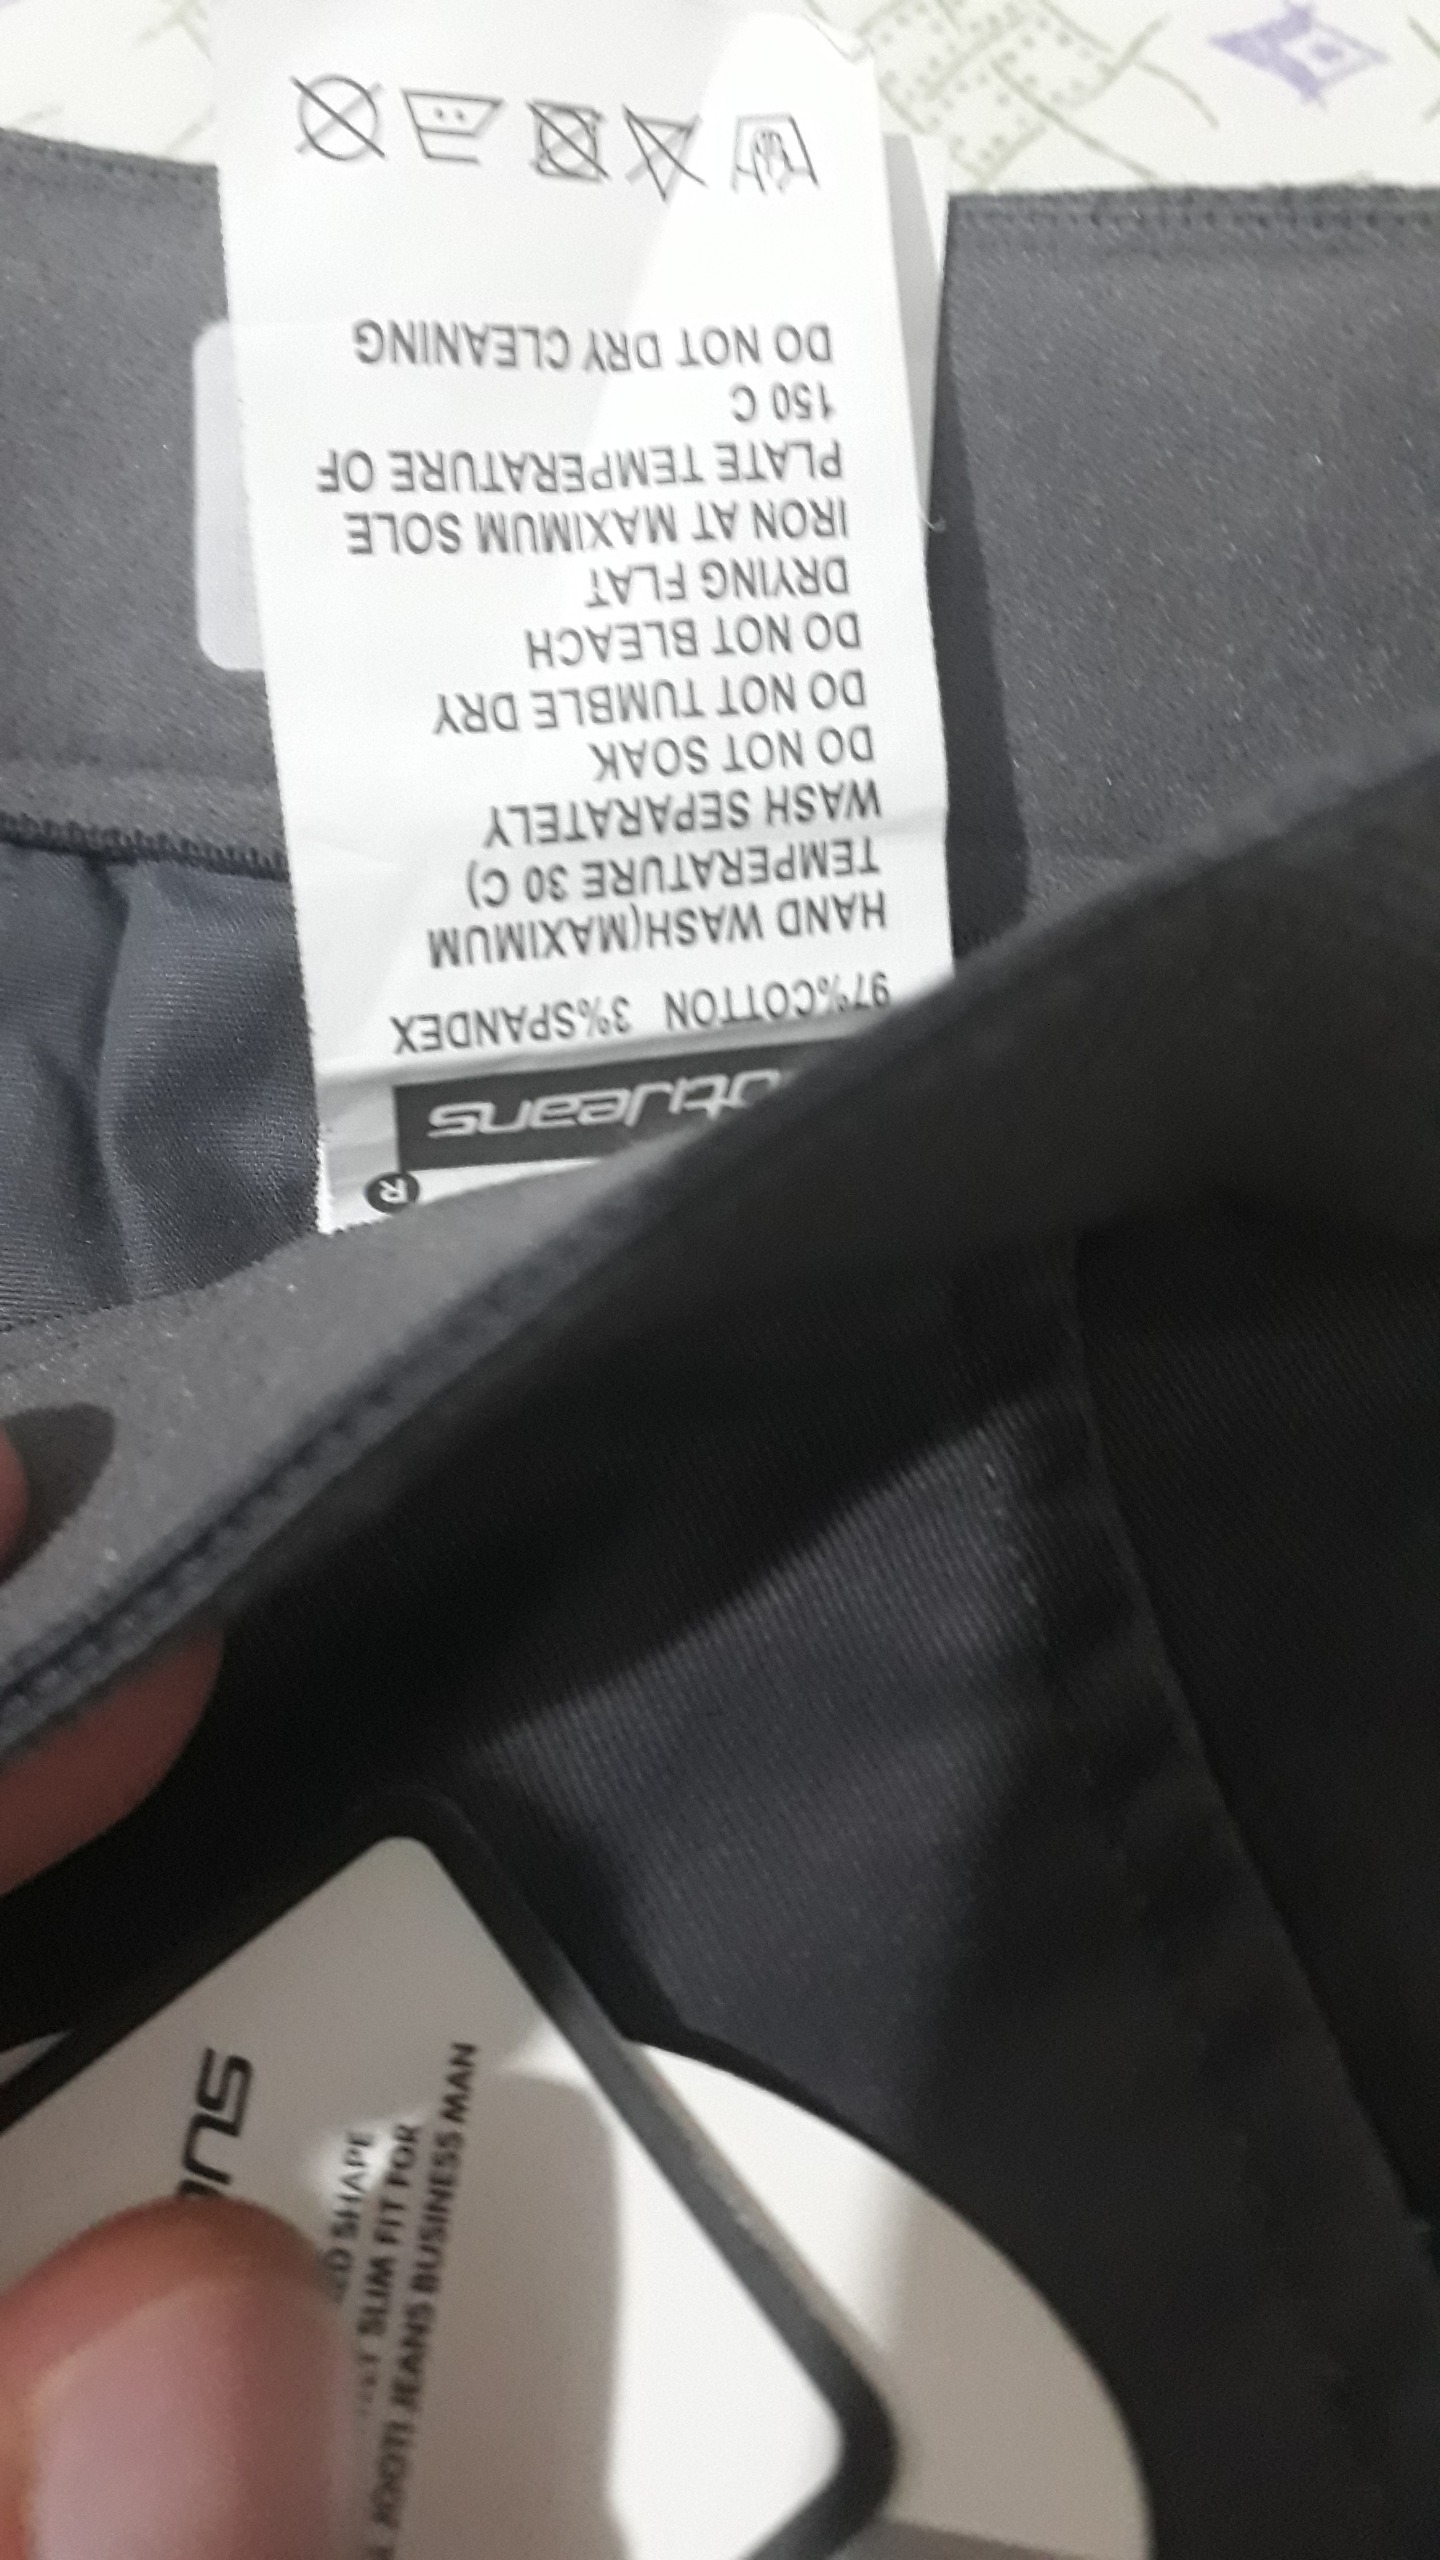 R
97%COTTON 3%SPANDEX
HAND WASH(MAXIMUM
TEMPERATURE 30 C)
WASH SEPARATELY
DO NOT SOAK
DO NOT TUMBLE DRY
DO NOT BLEACH
DRYING FLAT
IRON AT MAXIMUM SOLE
PLATE TEMPERATURE OF
150 C
DO NOT DRY CLEANING
SHAPE
SLIM FIT FOR
JEANS BUSINESS MAN